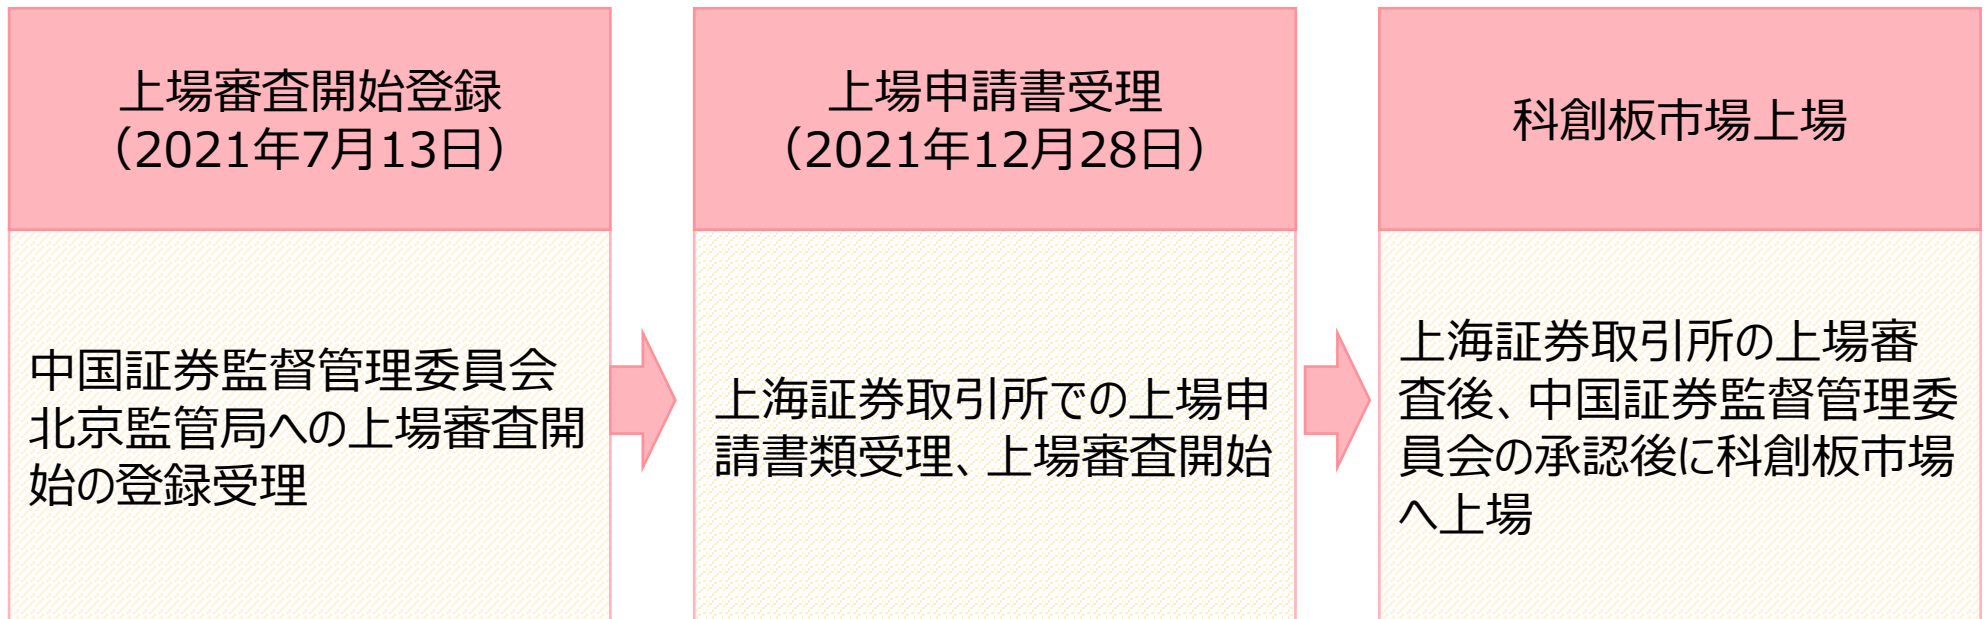 上場審査開始登録
（2021年7月13日）
中国証券監督管理委員会
北京監管局への上場審査開
始の登録受理
上場申請書受理
（2021年12月28日）
上海証券取引所での上場申
請書類受理、上場審査開始
科創板市場上場
上海証券取引所の上場審
査後、中国証券監督管理委
員会の承認後に科創板市場
へ上場